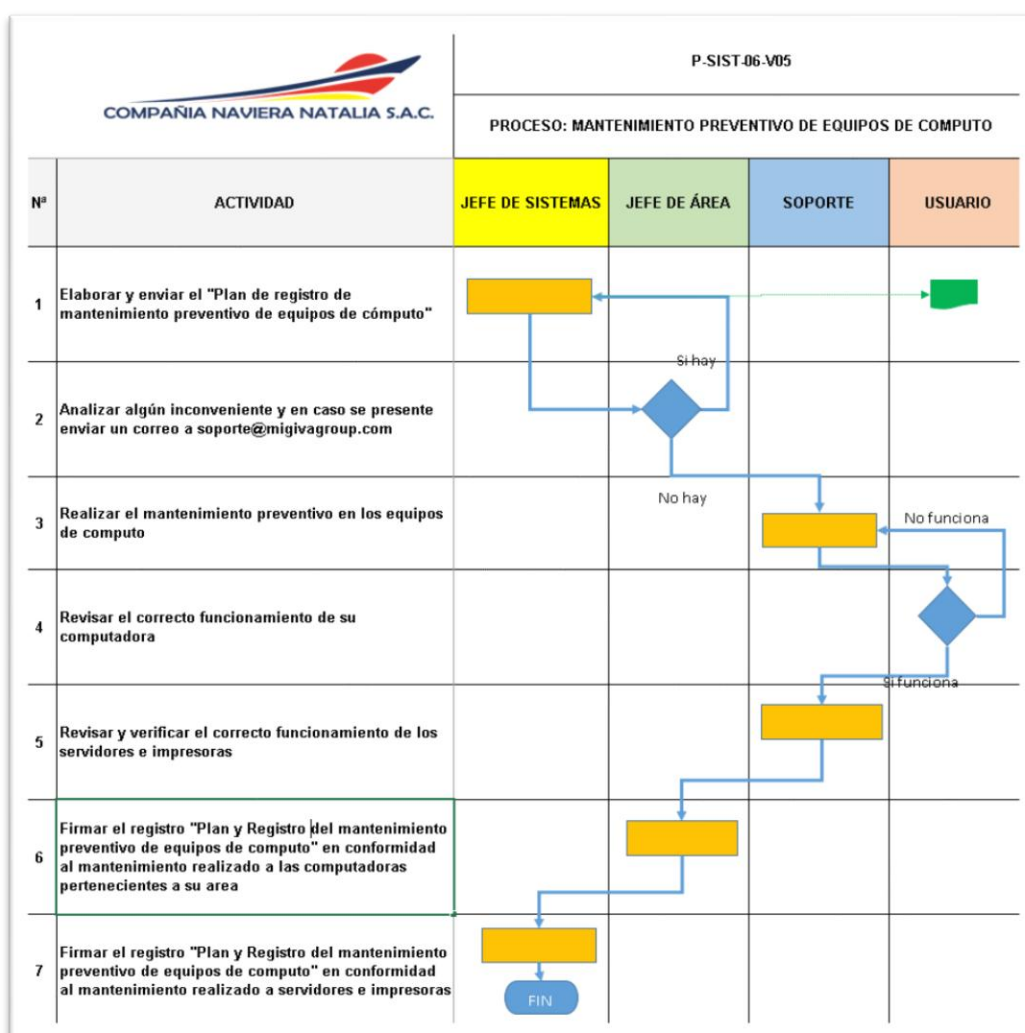 COMPAÑIA NAVIERA NATALIA S.A.C.
P-SIST-06-V05
PROCESO: MANTENIMIENTO PREVENTIVO DE EQUIPOS DE COMPUTO
Nª
ACTIVIDAD
JEFE DE SISTEMAS
JEFE DE ÁREA
SOPORTE
USUARIO
1
Elaborar y enviar el "Plan de registro de
mantenimiento preventivo de equipos de cómputo"
Si hay
2
Analizar algún inconveniente y en caso se presente
enviar un correo a soporte@migivagroup.com
No hay
3
Realizar el mantenimiento preventivo en los equipos
de computo
No funciona
4
Revisar el correcto funcionamiento de su
computadora
Si funciona
5
Revisar y verificar el correcto funcionamiento de los
servidores e impresoras
6
Firmar el registro "Plan y Registro del mantenimiento
preventivo de equipos de computo" en conformidad
al mantenimiento realizado a las computadoras
pertenecientes a su area
7
Firmar el registro "Plan y Registro del mantenimiento
preventivo de equipos de computo" en conformidad
al mantenimiento realizado a servidores e impresoras
FIN